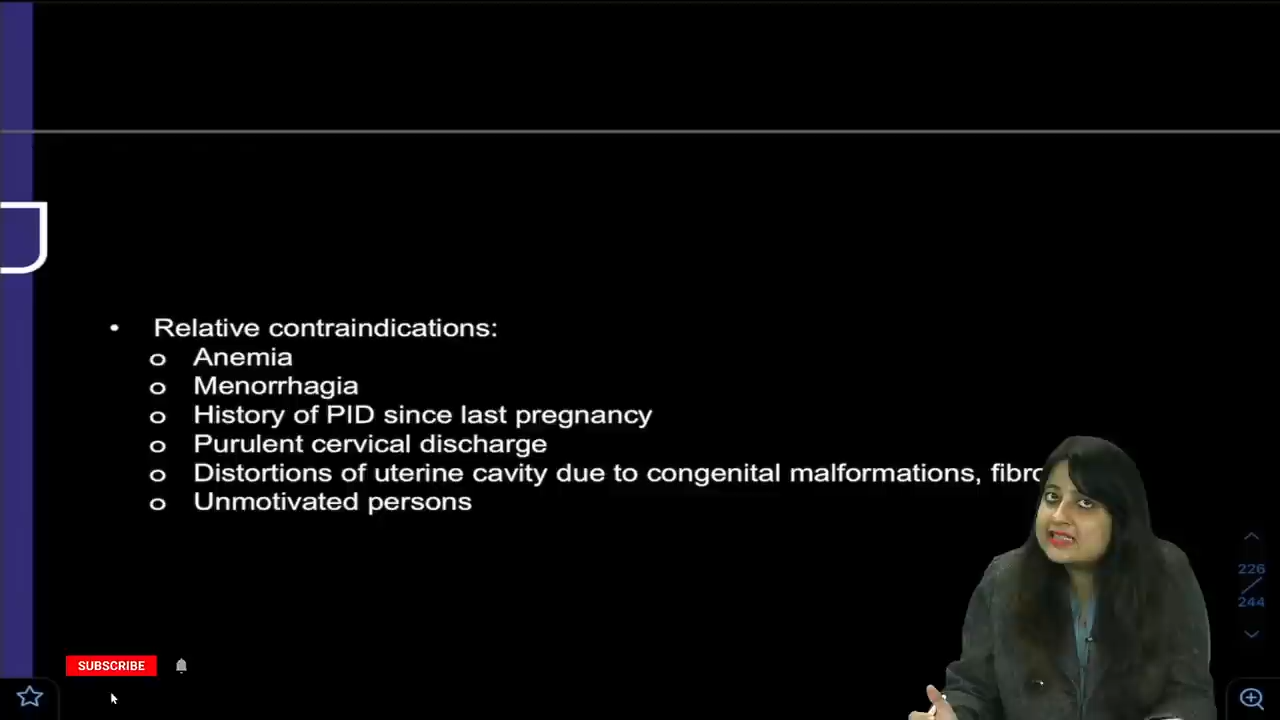 • Relative contraindications:
o Anemia
o Menorrhagia
o History of PID since last pregnancy
o Purulent cervical discharge
o Distortions of uterine cavity due to congenital malformations,
o Unmotivated persons
226
244
SUBSCRIBE